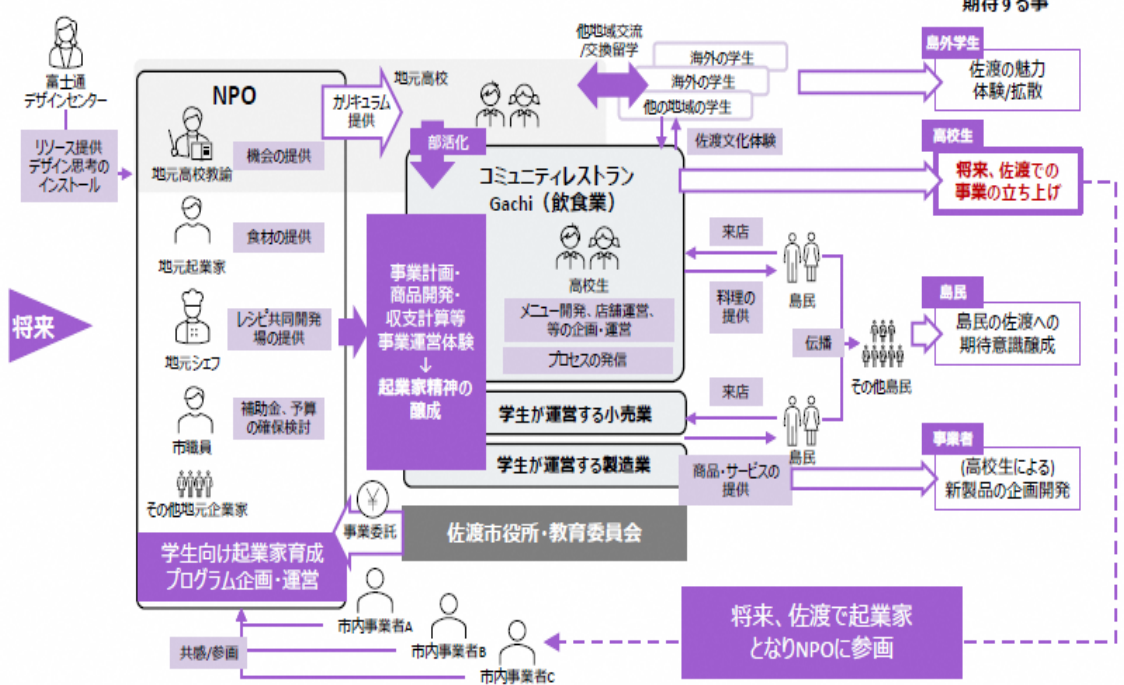 期待する事
富士通
デザインセンター
リソース提供
デザイン思考の
インストール
将来
NPO
地元高校教諭
機会の提供
地元起業家
食材の提供
地元シェフ
レシピ共同開発
場の提供
市職員
補助金、予算
の確保検討
その他地元企業家
学生向け起業家育成
プログラム企画・運営
カリキュラム
提供
地元高校
部活化
他地域交流
/交換留学
海外の学生
海外の学生
他の地域の学生
佐渡文化体験
コミュニティレストラン
Gachi（飲食業）
高校生
メニュー開発、店舗運営、
等の企画・運営
プロセスの発信
事業計画・
商品開発・
収支計算等
事業運営体験
↓
起業家精神の
醸成
学生が運営する小売業
学生が運営する製造業
来店
料理の
提供
島民
伝播
その他島民
来店
島民
商品・サービスの
提供
島外学生
佐渡の魅力
体験/拡散
高校生
将来、佐渡での
事業の立ち上げ
島民
島民の佐渡への
期待意識醸成
事業者
(高校生による)
新製品の企画開発
¥
事業委託
佐渡市役所・教育委員会
市内事業者A
市内事業者B
市内事業者C
共感/参画
将来、佐渡で起業家
となりNPOに参画